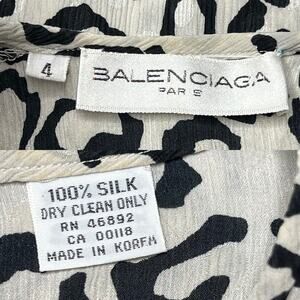 4
BALENCIAGA
PARIS
100% SILK
DRY CLEAN ONLY
RN 46892
CA 00118
MADE IN KOREA